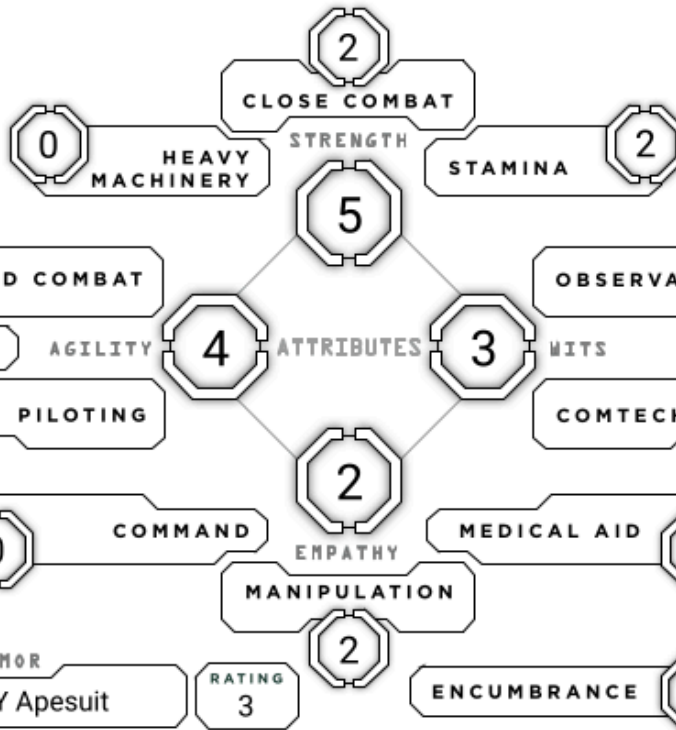 2
CLOSE COMBAT
0
HEAVY
MACHINERY
STRENGTH
STAMINA
2
5
D COMBAT
OBSERVA
AGILITY
4
ATTRIBUTES
3
WITS
PILOTING
COMTECH
2
COMMAND
EMPATHY
MEDICAL AID
MANIPULATION
2
MOR
Y Apesuit
RATING
3
ENCUMBRANCE